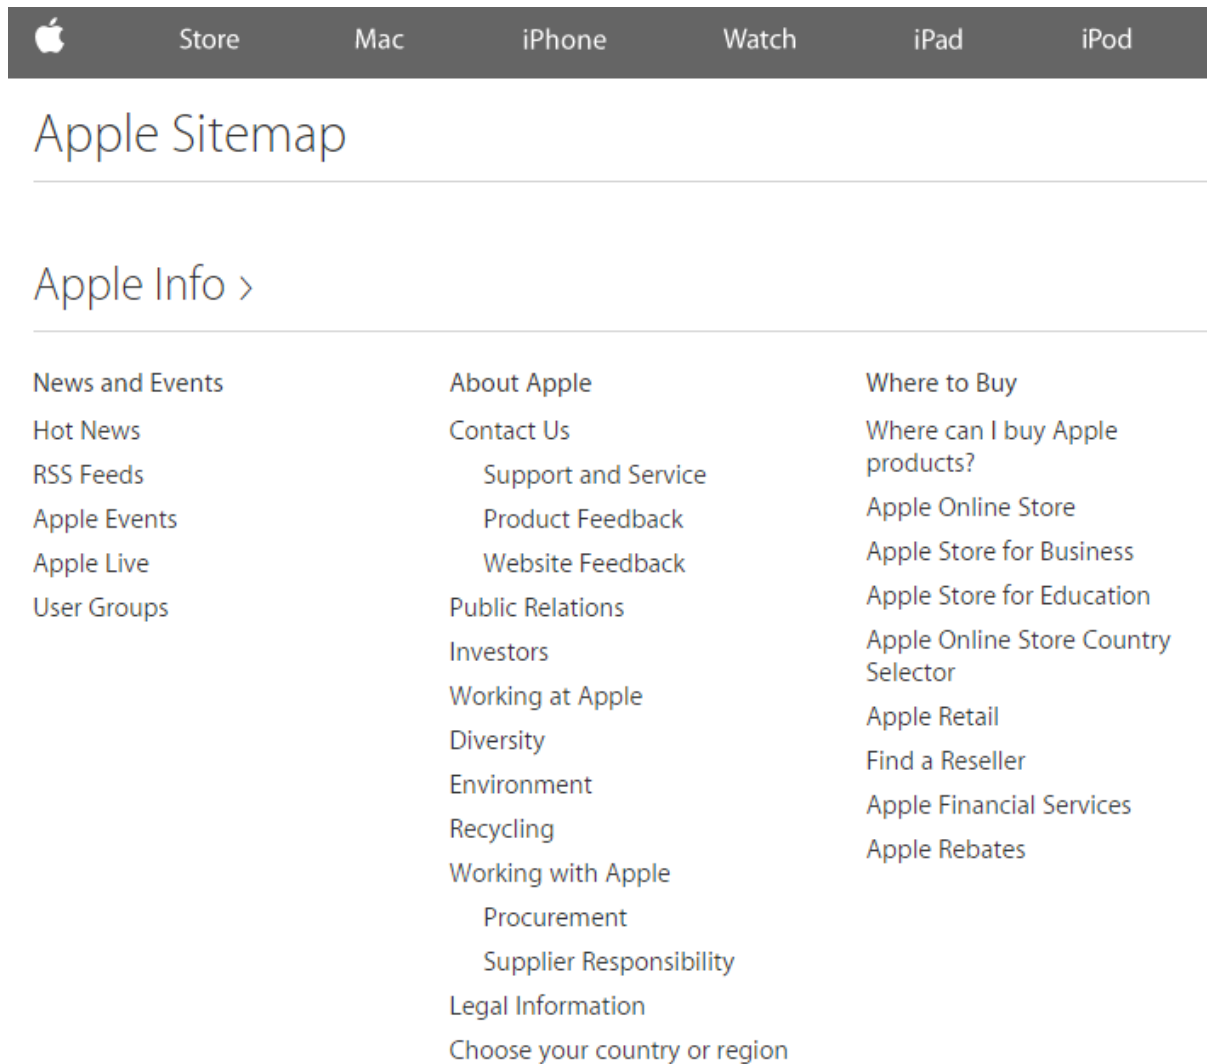 Store Mac iPhone Watch iPad iPod
Apple Sitemap
Apple Info >
News and Events
Hot News
RSS Feeds
Apple Events
Apple Live
User Groups
About Apple
Contact Us
Support and Service
Product Feedback
Website Feedback
Public Relations
Investors
Working at Apple
Diversity
Environment
Recycling
Working with Apple
Procurement
Supplier Responsibility
Legal Information
Choose your country or region
Where to Buy
Where can I buy Apple
products?
Apple Online Store
Apple Store for Business
Apple Store for Education
Apple Online Store Country
Selector
Apple Retail
Find a Reseller
Apple Financial Services
Apple Rebates